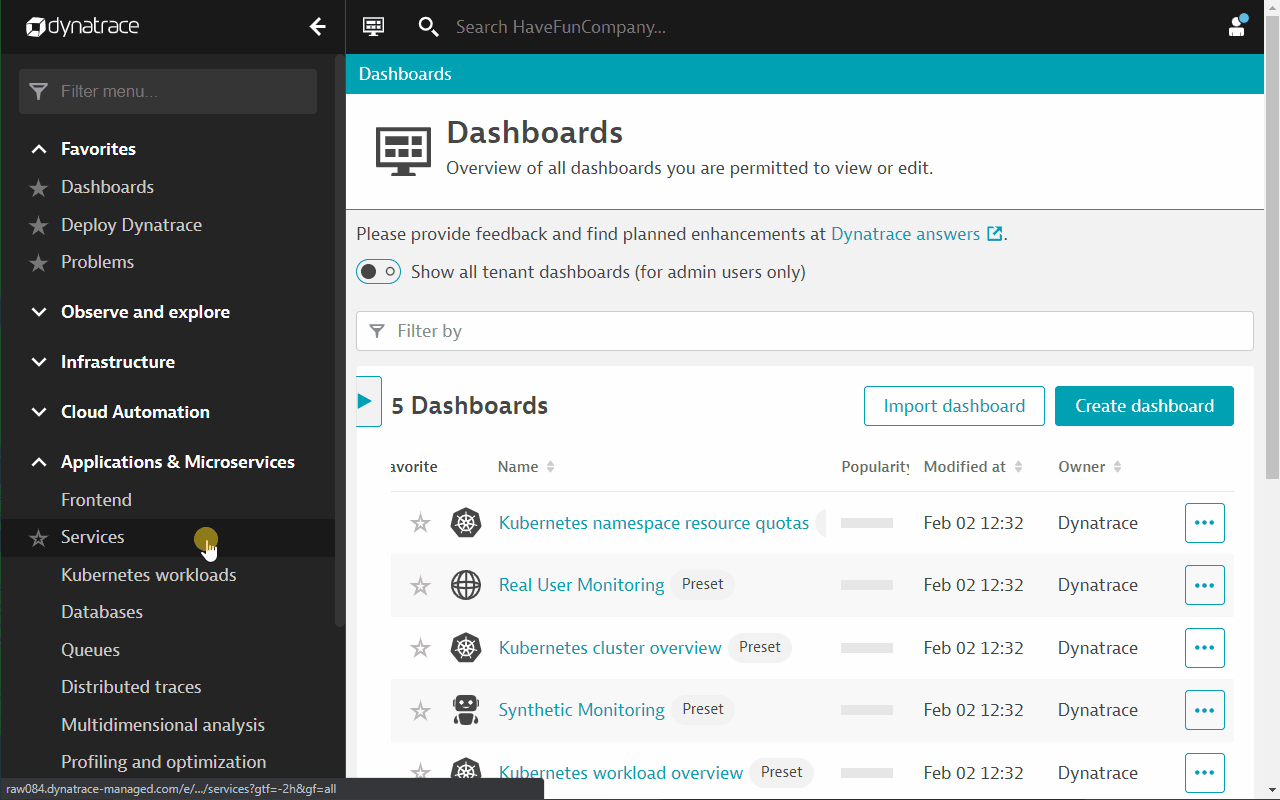 dynatrace
Search HaveFunCompany...
Filter menu...
Favorites
Dashboards
Deploy Dynatrace
Problems
Observe and explore
Infrastructure
Cloud Automation
Applications & Microservices
Frontend
Services
Kubernetes workloads
Databases
Queues
Distributed traces
Multidimensional analysis
Profiling and optimization
raw084.dynatrace-managed.com/e/.../services?gtf=-2h&gf=all
Dashboards
Dashboards
Overview of all dashboards you are permitted to view or edit.
Please provide feedback and find planned enhancements at Dynatrace answers.
Show all tenant dashboards (for admin users only)
Filter by
5 Dashboards Import dashboard Create dashboard
avorite Name Popularity Modified at Owner
Kubernetes namespace resource quotas Feb 02 12:32 Dynatrace
Real User Monitoring Preset Feb 02 12:32 Dynatrace
Kubernetes cluster overview Preset Feb 02 12:32 Dynatrace
Synthetic Monitoring Preset Feb 02 12:32 Dynatrace
Kubernetes workload overview Preset Feb 02 12:32 Dynatrace